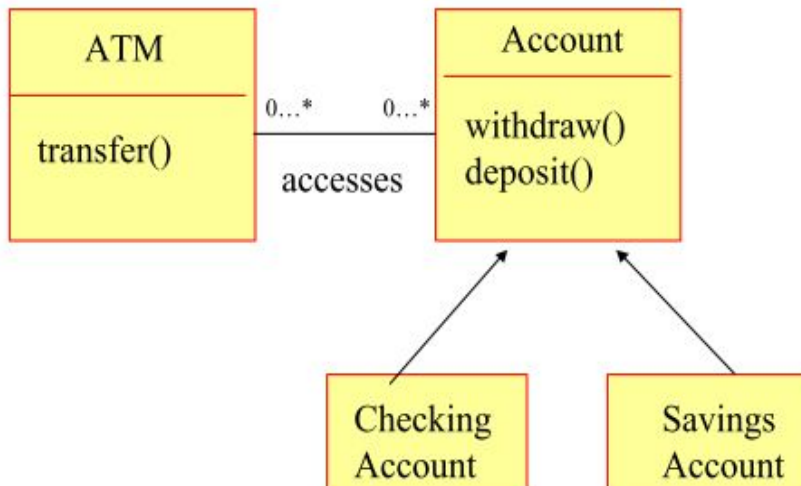 ATM
transfer()
0...*
0...*
accesses
Account
withdraw()
deposit()
Checking
Account
Savings
Account